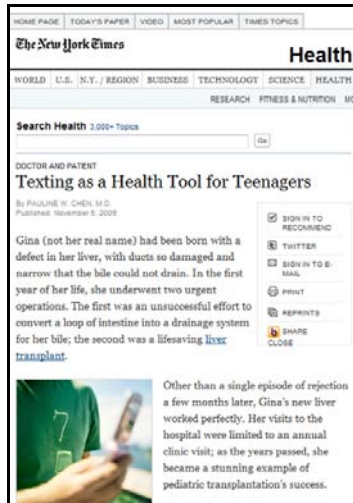 HOME PAGE TODAY'S PAPER VIDEO MOST POPULAR TIMES TOPICS
The New York Times
Health
WORLD U.S. N.Y. / REGION BUSINESS TECHNOLOGY SCIENCE HEALTH
RESEARCH FITNESS & NUTRITION MO
Search Health 3,000+ Topics
Go
DOCTOR AND PATENT
Texting as a Health Tool for Teenagers
By PAULINE W. CHEN, M.D.
Published: November 5, 2009
Gina (not her real name) had been born with a
defect in her liver, with ducts so damaged and
narrow that the bile could not drain. In the first
year of her life, she underwent two urgent
operations. The first was an unsuccessful effort to
convert a loop of intestine into a drainage system
for her bile; the second was a lifesaving liver
transplant.
SIGN IN TO
RECOMMEND
TWITTER
SIGN IN TO E-
MAIL
PRINT
REPRINTS
SHARE
CLOSE
Other than a single episode of rejection
a few months later, Gina's new liver
worked perfectly. Her visits to the
hospital were limited to an annual
clinic visit; as the years passed, she
became a stunning example of
pediatric transplantation's success.